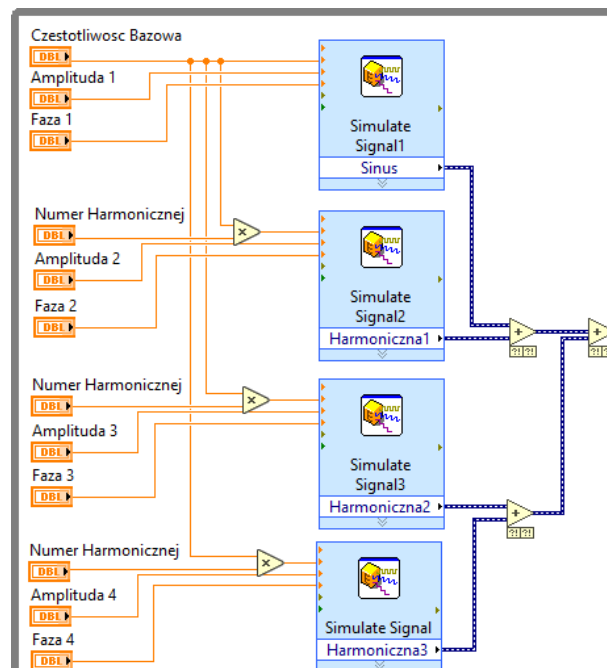 Czestotliwosc Bazowa
DBL
Amplituda 1
DBL
Faza 1
DBL
Simulate
Signal1
Sinus
Numer Harmonicznej
DBL
×
Amplituda 2
DBL
Faza 2
DBL
Simulate
Signal2
Harmoniczna1
+
?! ?!
+
?! ?!
Numer Harmonicznej
DBL
×
Amplituda 3
DBL
Faza 3
DBL
Simulate
Signal3
Harmoniczna2
+
?! ?!
Numer Harmonicznej
DBL
×
Amplituda 4
DBL
Faza 4
DBL
Simulate Signal
Harmoniczna3